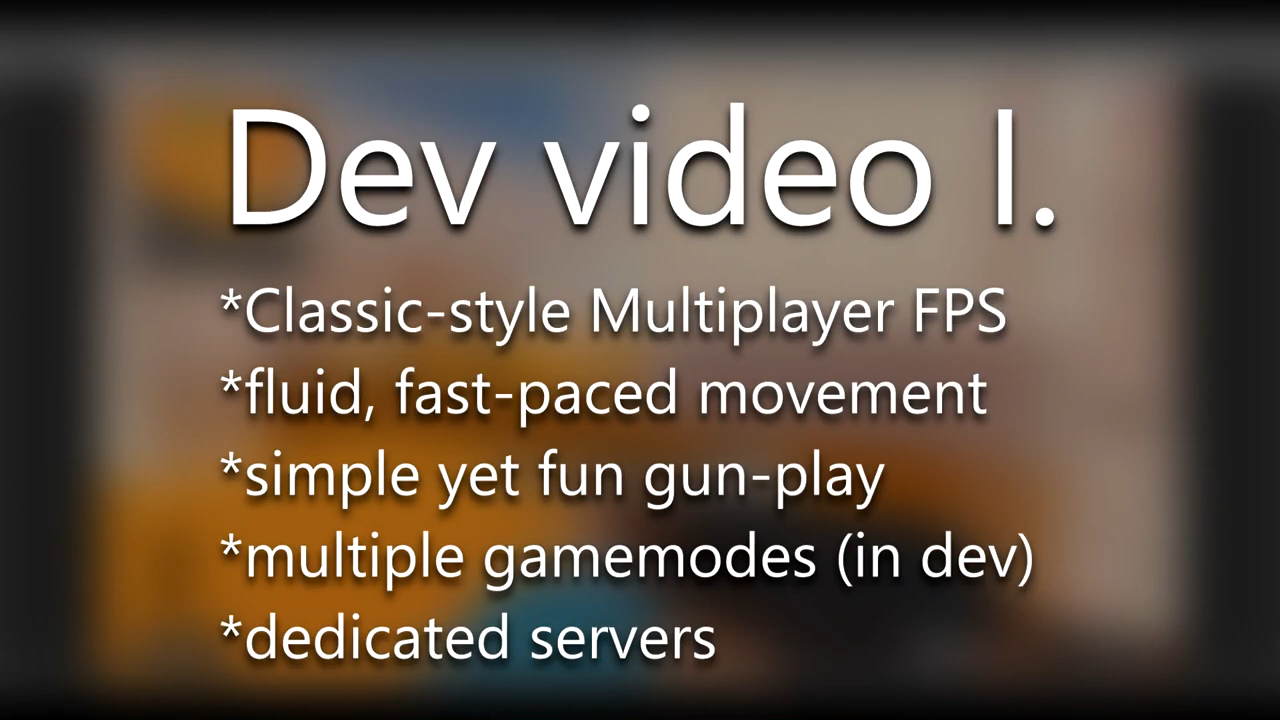 Dev video I.
*Classic-style Multiplayer FPS
*fluid, fast-paced movement
*simple yet fun gun-play
*multiple gamemodes (in dev)
*dedicated servers